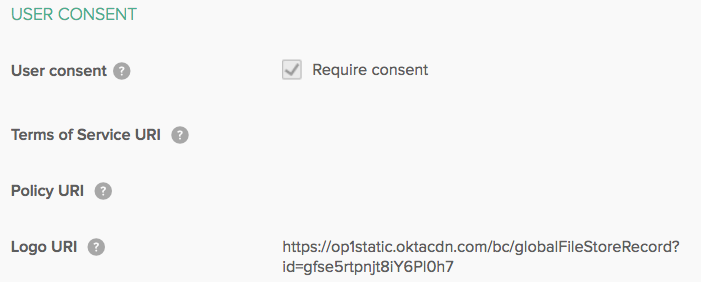 USER CONSENT
User consent ? Require consent
Terms of Service URI ?
Policy URI ?
Logo URI ? https://op1static.oktacdn.com/bc/globalFileStoreRecord?
id=gfse5rtpnjt8iY6Pl0h7